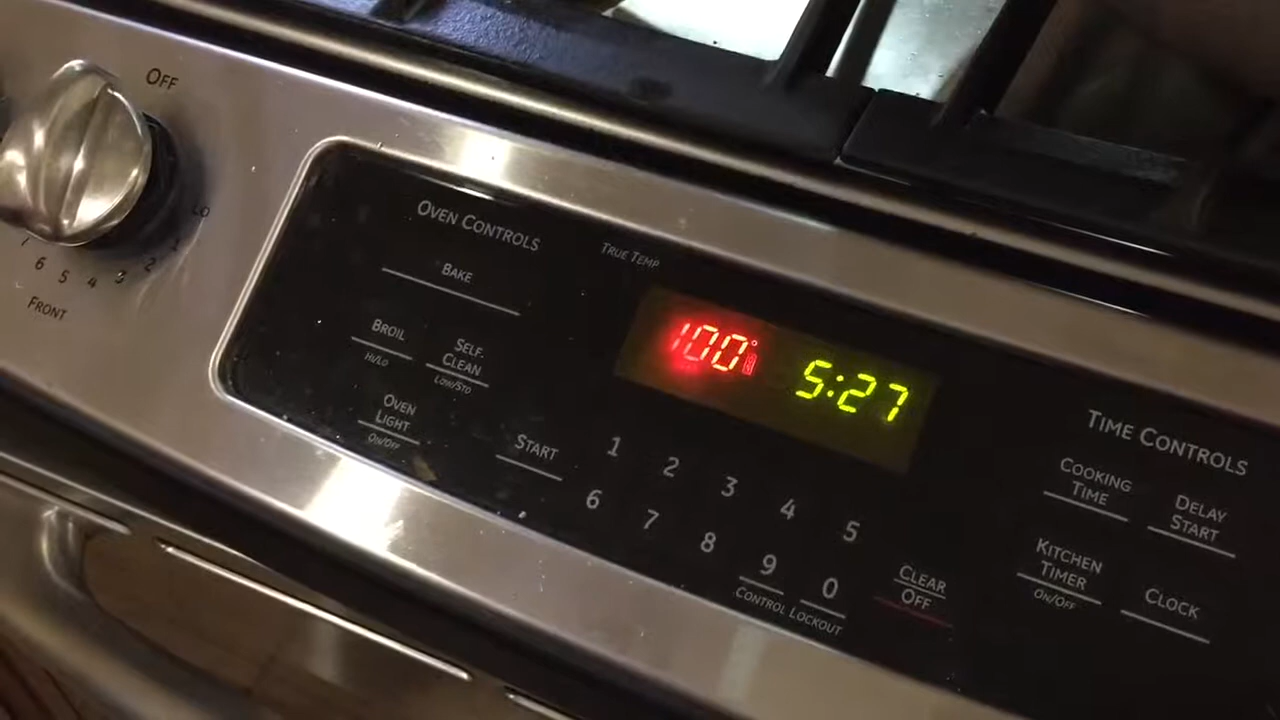 OFF
LO
2
3
4
5
6
FRONT
OVEN CONTROLS
BAKE
BROIL
HI/LO
SELF
CLEAN
LOW/STD
OVEN
LIGHT
ON/OFF
START
TRUE TEMP
100°
5:27
1 2 3 4 5
6 7 8 9 0
CONTROL LOCKOUT
CLEAR
OFF
TIME CONTROLS
COOKING
TIME
DELAY
START
KITCHEN
TIMER
ON/OFF
CLOCK